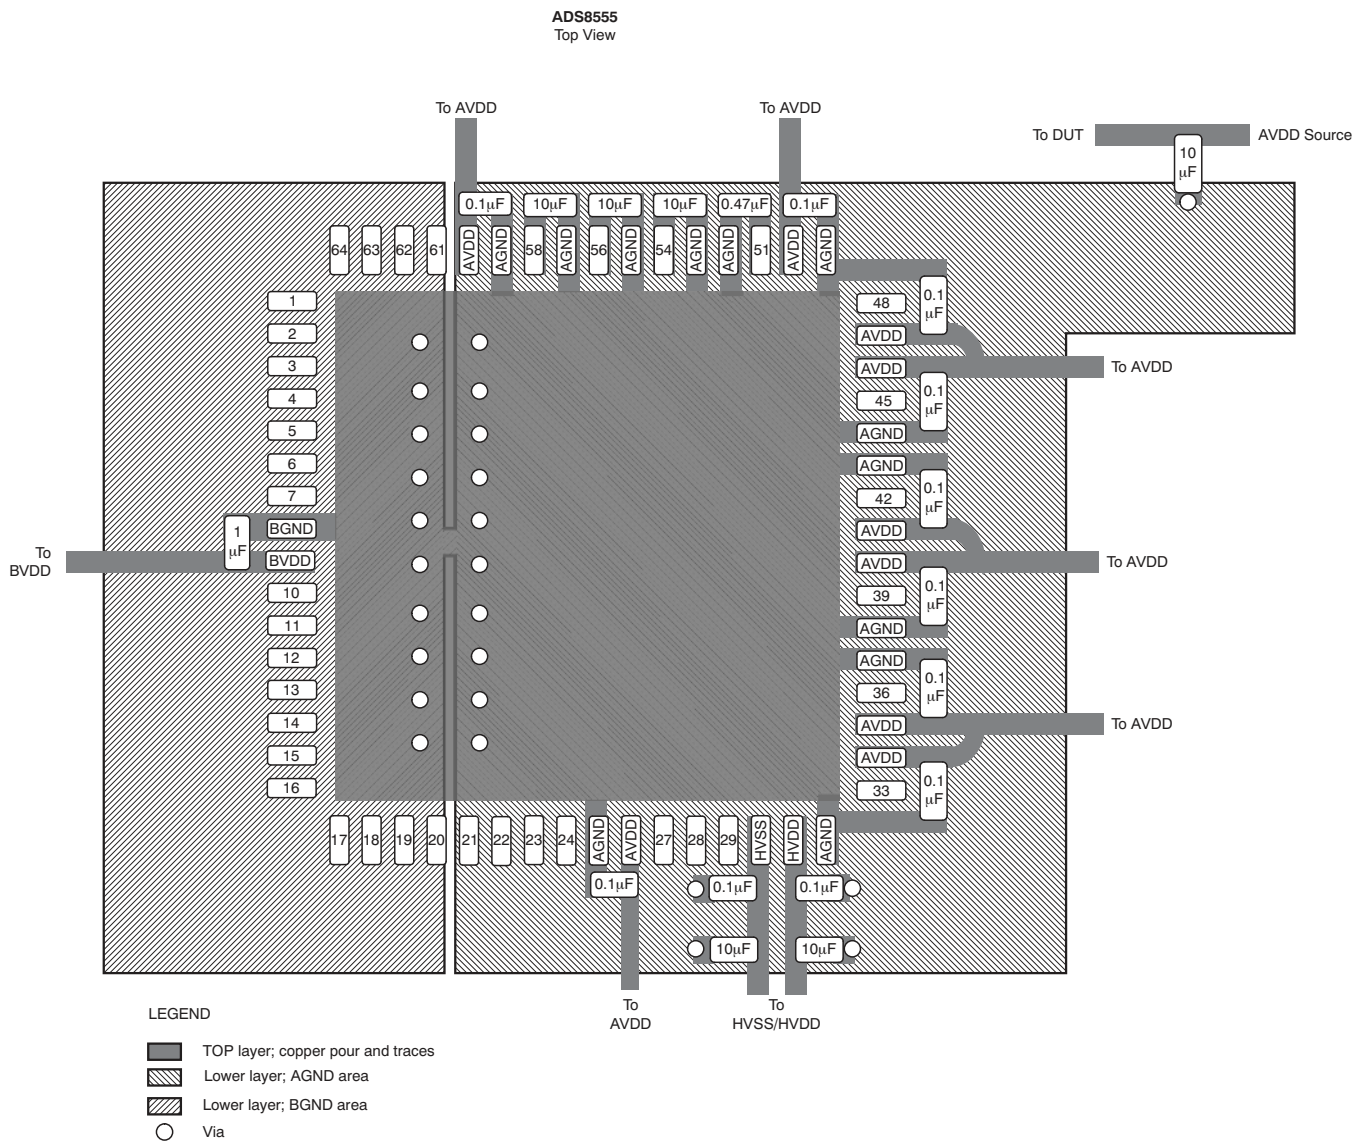 ADS8555
Top View
To AVDD
To AVDD
To DUT
AVDD Source
10
μF
0.1μF
10μF
10μF
10μF
0.47μF
0.1μF
64
63
62
61
AVDD
AGND
58
AGND
56
AGND
54
AGND
AGND
51
AVDD
AGND
1
2
3
4
5
6
7
BGND
BVDD
10
11
12
13
14
15
16
1
μF
To
BVDD
48
AVDD
AVDD
45
AGND
AGND
42
AVDD
AVDD
39
AGND
AGND
36
AVDD
AVDD
33
0.1
μF
0.1
μF
0.1
μF
0.1
μF
0.1
μF
0.1
μF
To AVDD
To AVDD
To AVDD
17
18
19
20
21
22
23
24
AGND
AVDD
27
28
29
HVSS
HVDD
AGND
0.1μF
0.1μF
0.1μF
10μF
10μF
To
AVDD
To
HVSS/HVDD
LEGEND
TOP layer; copper pour and traces
Lower layer; AGND area
Lower layer; BGND area
Via